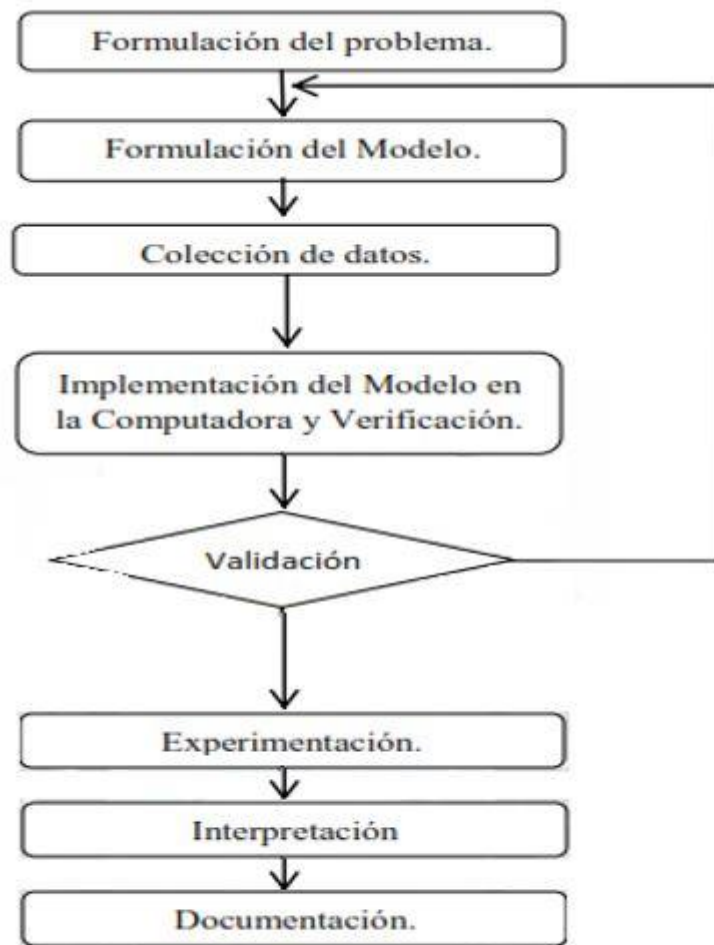 Formulación del problema.
Formulación del Modelo.
Colección de datos.
Implementación del Modelo en
la Computadora y Verificación.
Validación
Experimentación.
Interpretación
Documentación.